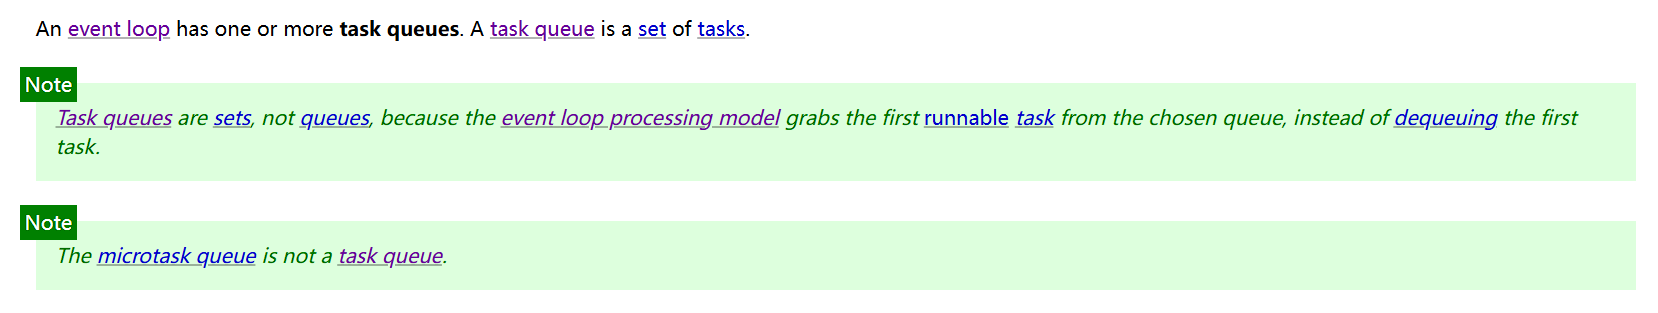 An event loop has one or more task queues. A task queue is a set of tasks.
Note
Task queues are sets, not queues, because the event loop processing model grabs the first runnable task from the chosen queue, instead of dequeuing the first
task.
Note
The microtask queue is not a task queue.